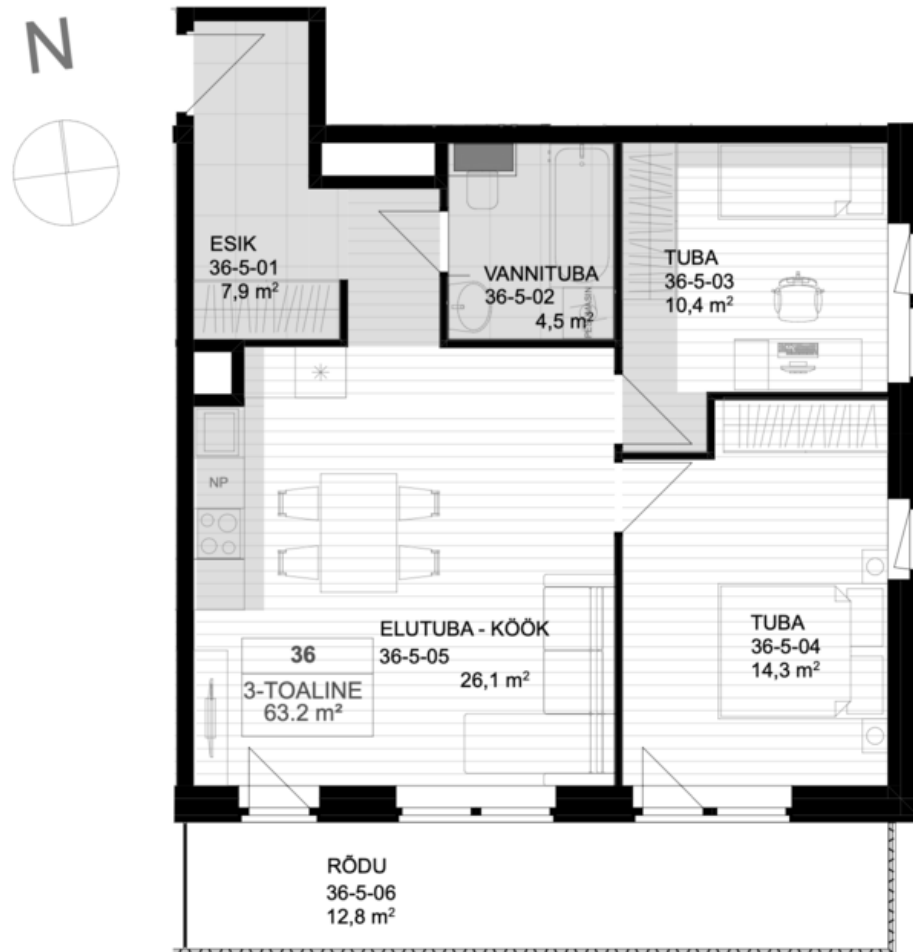 N
ESIK
36-5-01
7,9 m²
VANNITUBA
36-5-02
4,5 m²
PESUMASIN
TUBA
36-5-03
10,4 m²
NP
ELUTUBA - KÖÖK
36-5-05
26,1 m²
36
3-TOALINE
63.2 m²
TUBA
36-5-04
14,3 m²
RÕDU
36-5-06
12,8 m²